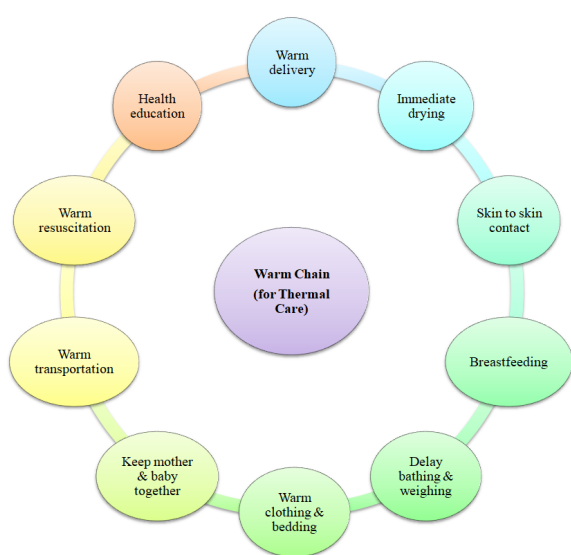 Warm
delivery
Immediate
drying
Skin to skin
contact
Breastfeeding
Delay
bathing &
weighing
Warm
clothing &
bedding
Keep mother
& baby
together
Warm
transportation
Warm
resuscitation
Health
education
Warm Chain
(for Thermal
Care)